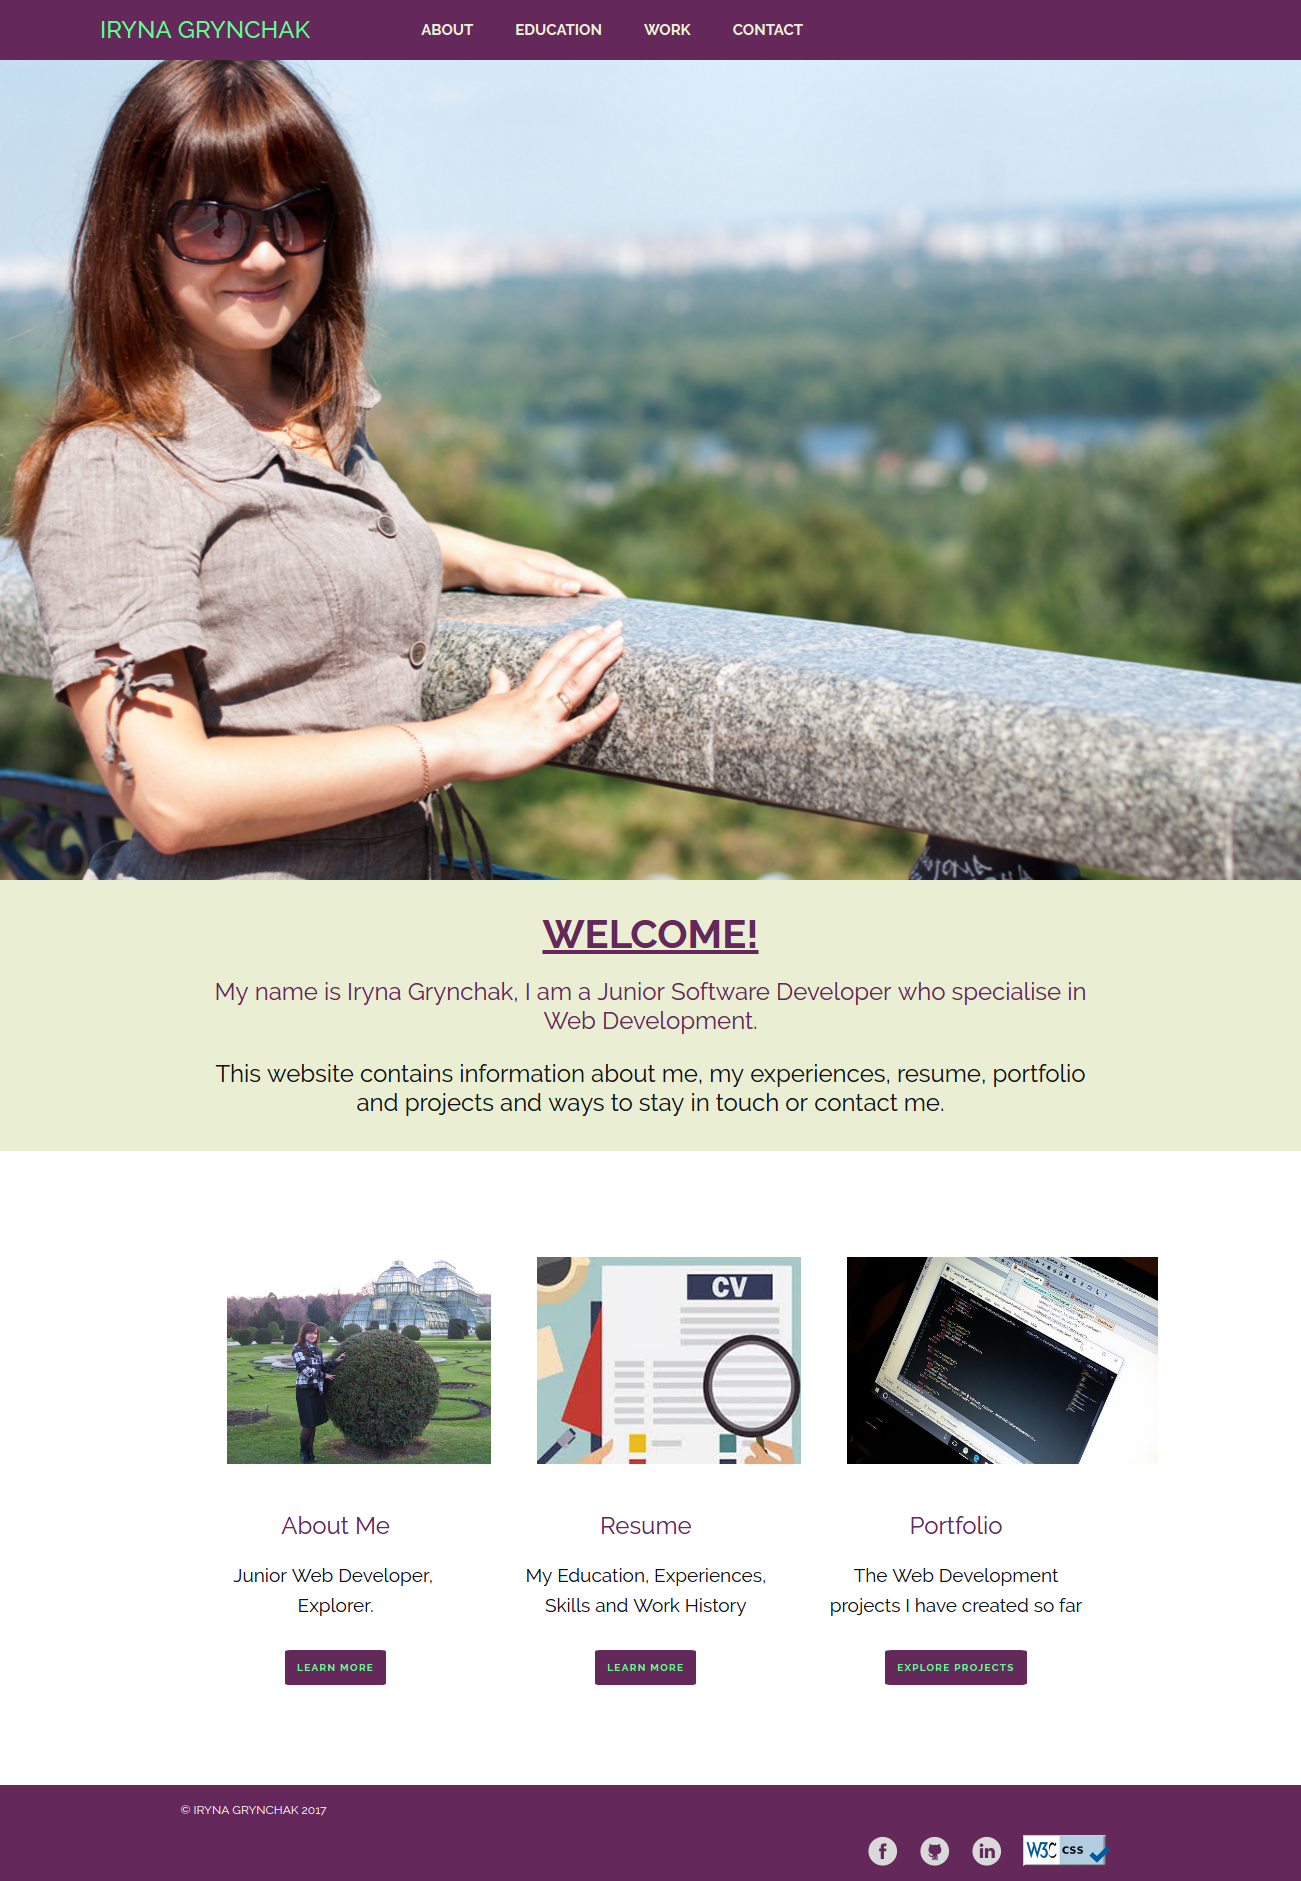 IRYNA GRYNCHAK ABOUT EDUCATION WORK CONTACT
WELCOME!
My name is Iryna Grynchak, I am a Junior Software Developer who specialise in
Web Development.
This website contains information about me, my experiences, resume, portfolio
and projects and ways to stay in touch or contact me.
CV
About Me
Junior Web Developer,
Explorer.
LEARN MORE
Resume
My Education, Experiences,
Skills and Work History
LEARN MORE
Portfolio
The Web Development
projects I have created so far
EXPLORE PROJECTS
© IRYNA GRYNCHAK 2017
f in W3C css